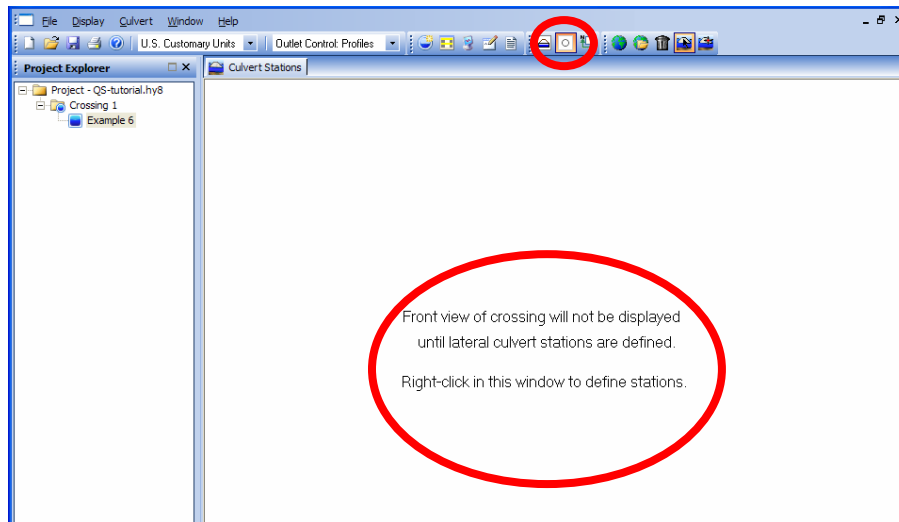 File Display Culvert Window Help
U.S. Customary Units Outlet Control: Profiles
Project Explorer
Culvert Stations
Project - QS-tutorial.hy8
Crossing 1
Example 6
Front view of crossing will not be displayed
until lateral culvert stations are defined.
Right-click in this window to define stations.